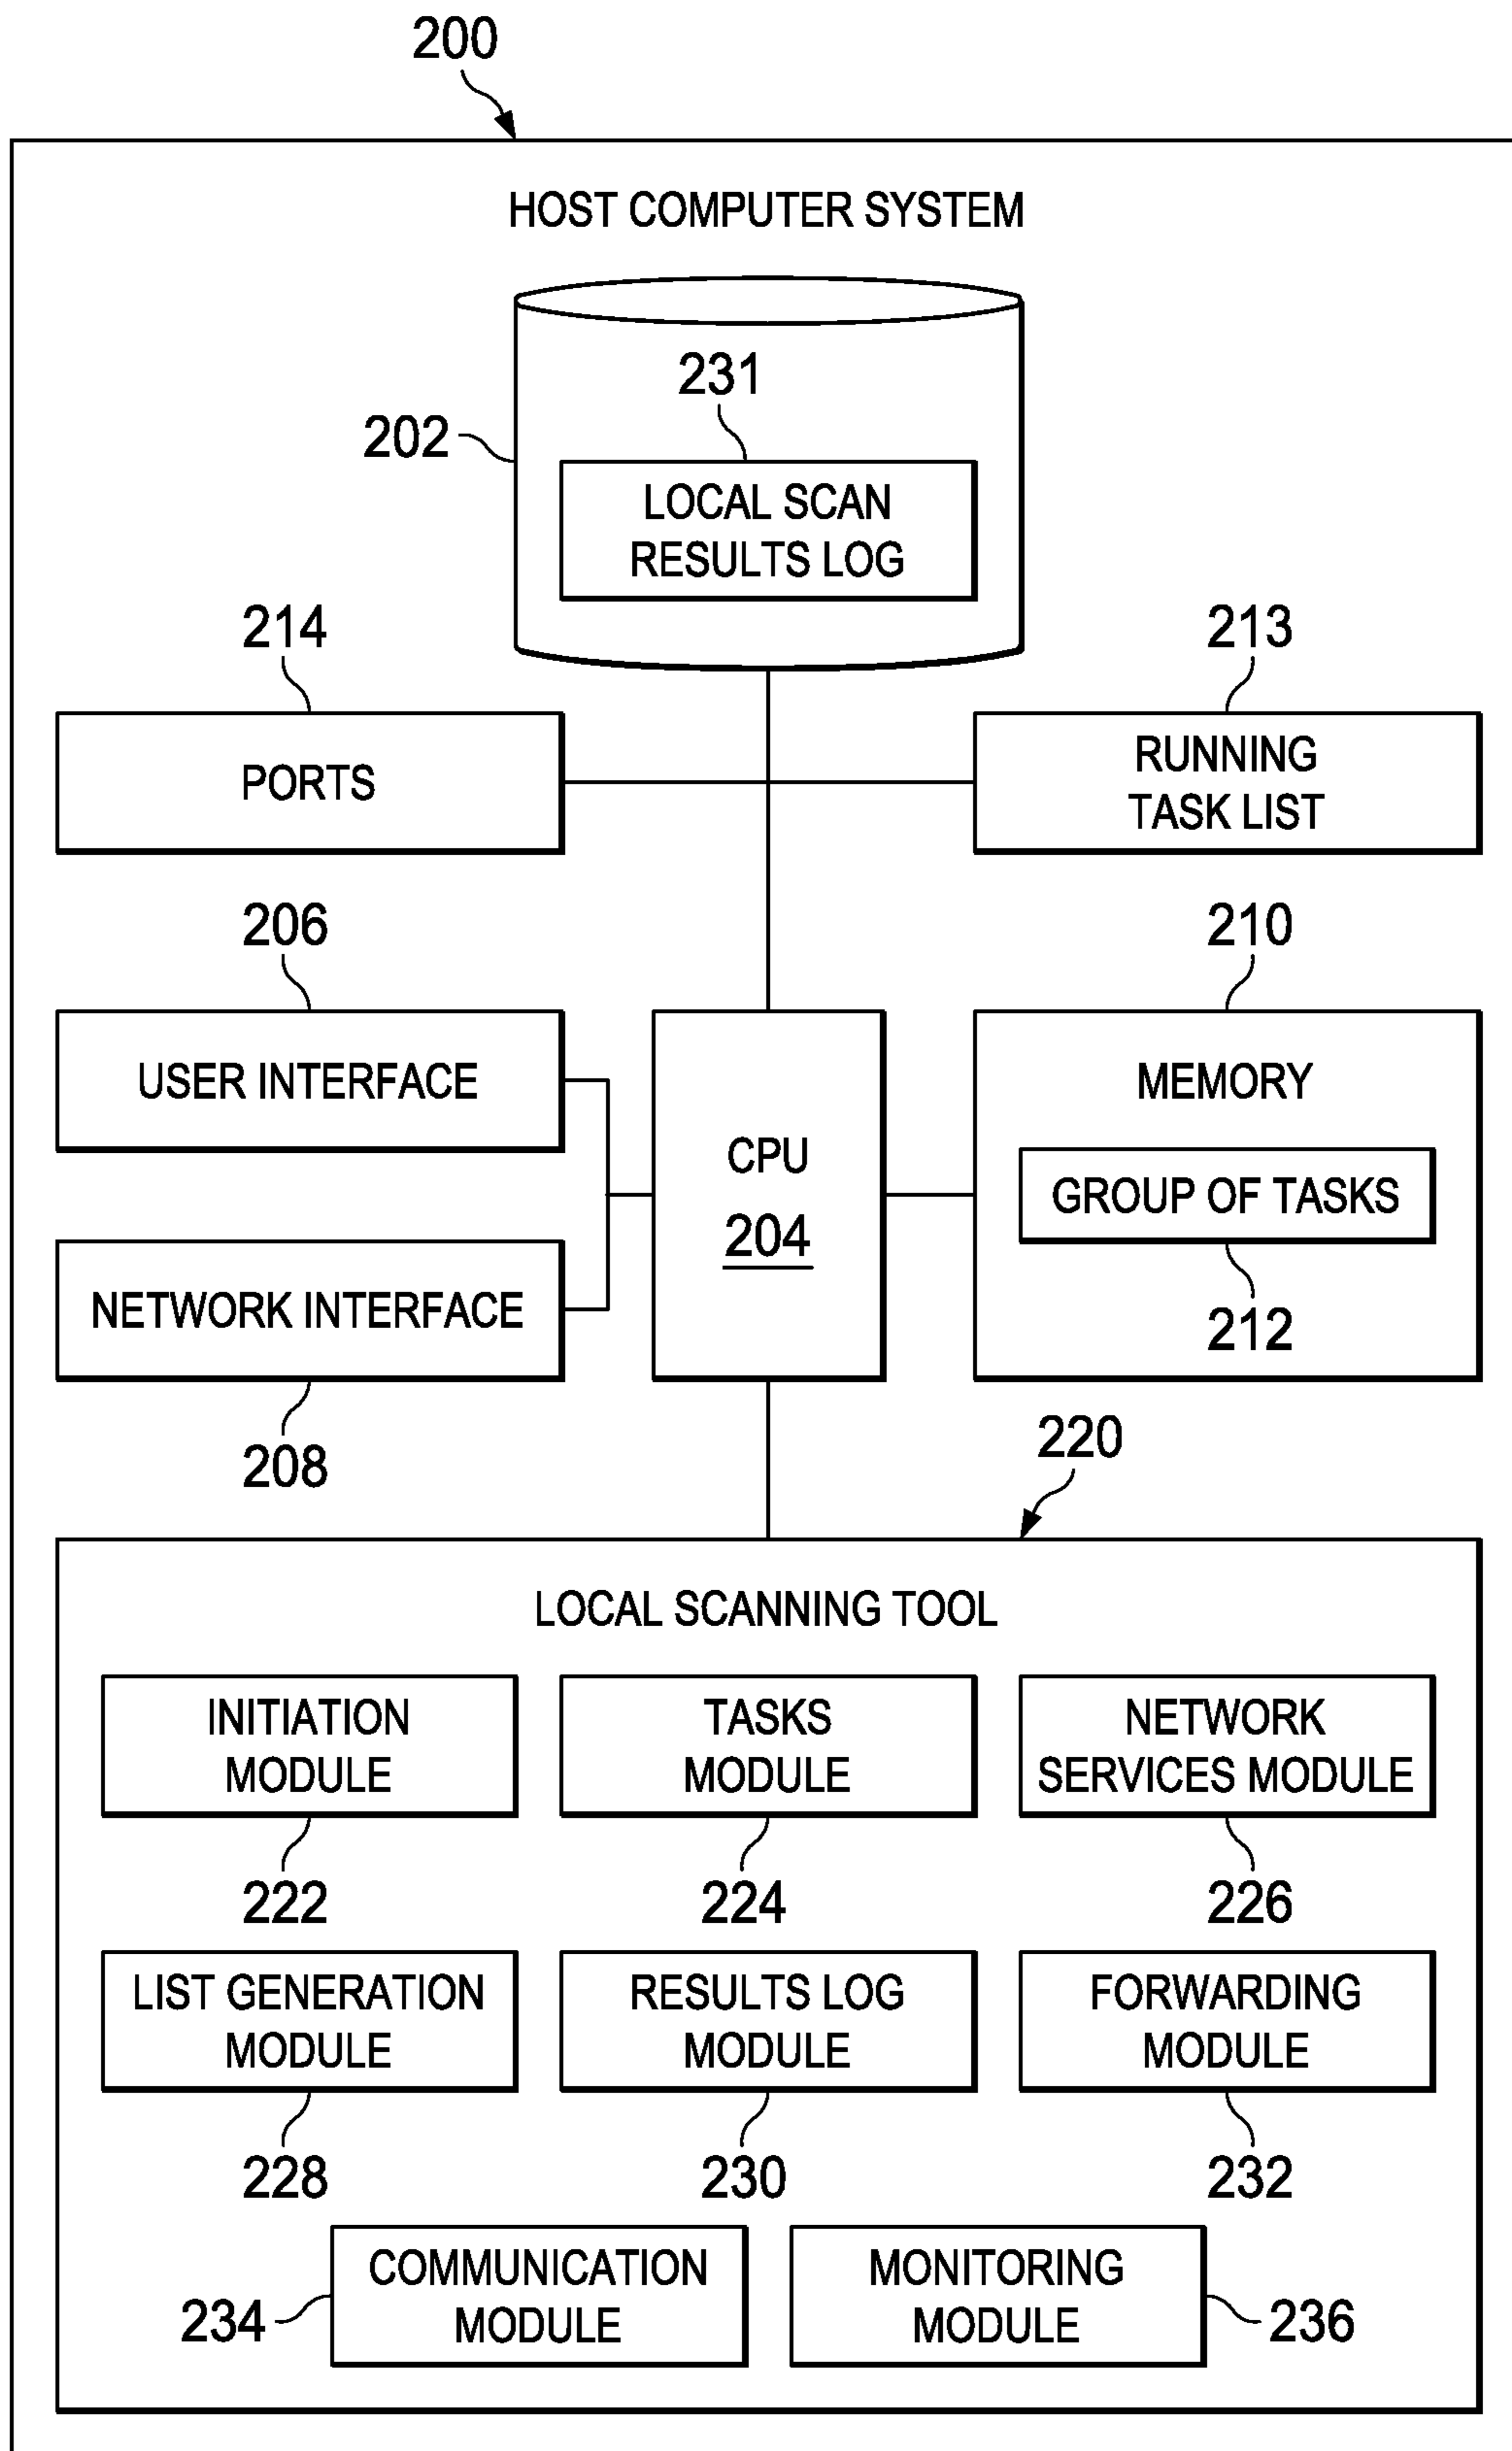 200
HOST COMPUTER SYSTEM
231
202
LOCAL SCAN
RESULTS LOG
214
213
PORTS
RUNNING
TASK LIST
206
210
USER INTERFACE
MEMORY
CPU
204
GROUP OF TASKS
NETWORK INTERFACE
212
208
220
LOCAL SCANNING TOOL
INITIATION
MODULE
TASKS
MODULE
NETWORK
SERVICES MODULE
222
224
226
LIST GENERATION
MODULE
RESULTS LOG
MODULE
FORWARDING
MODULE
228
230
232
COMMUNICATION
MODULE
MONITORING
MODULE
234
236